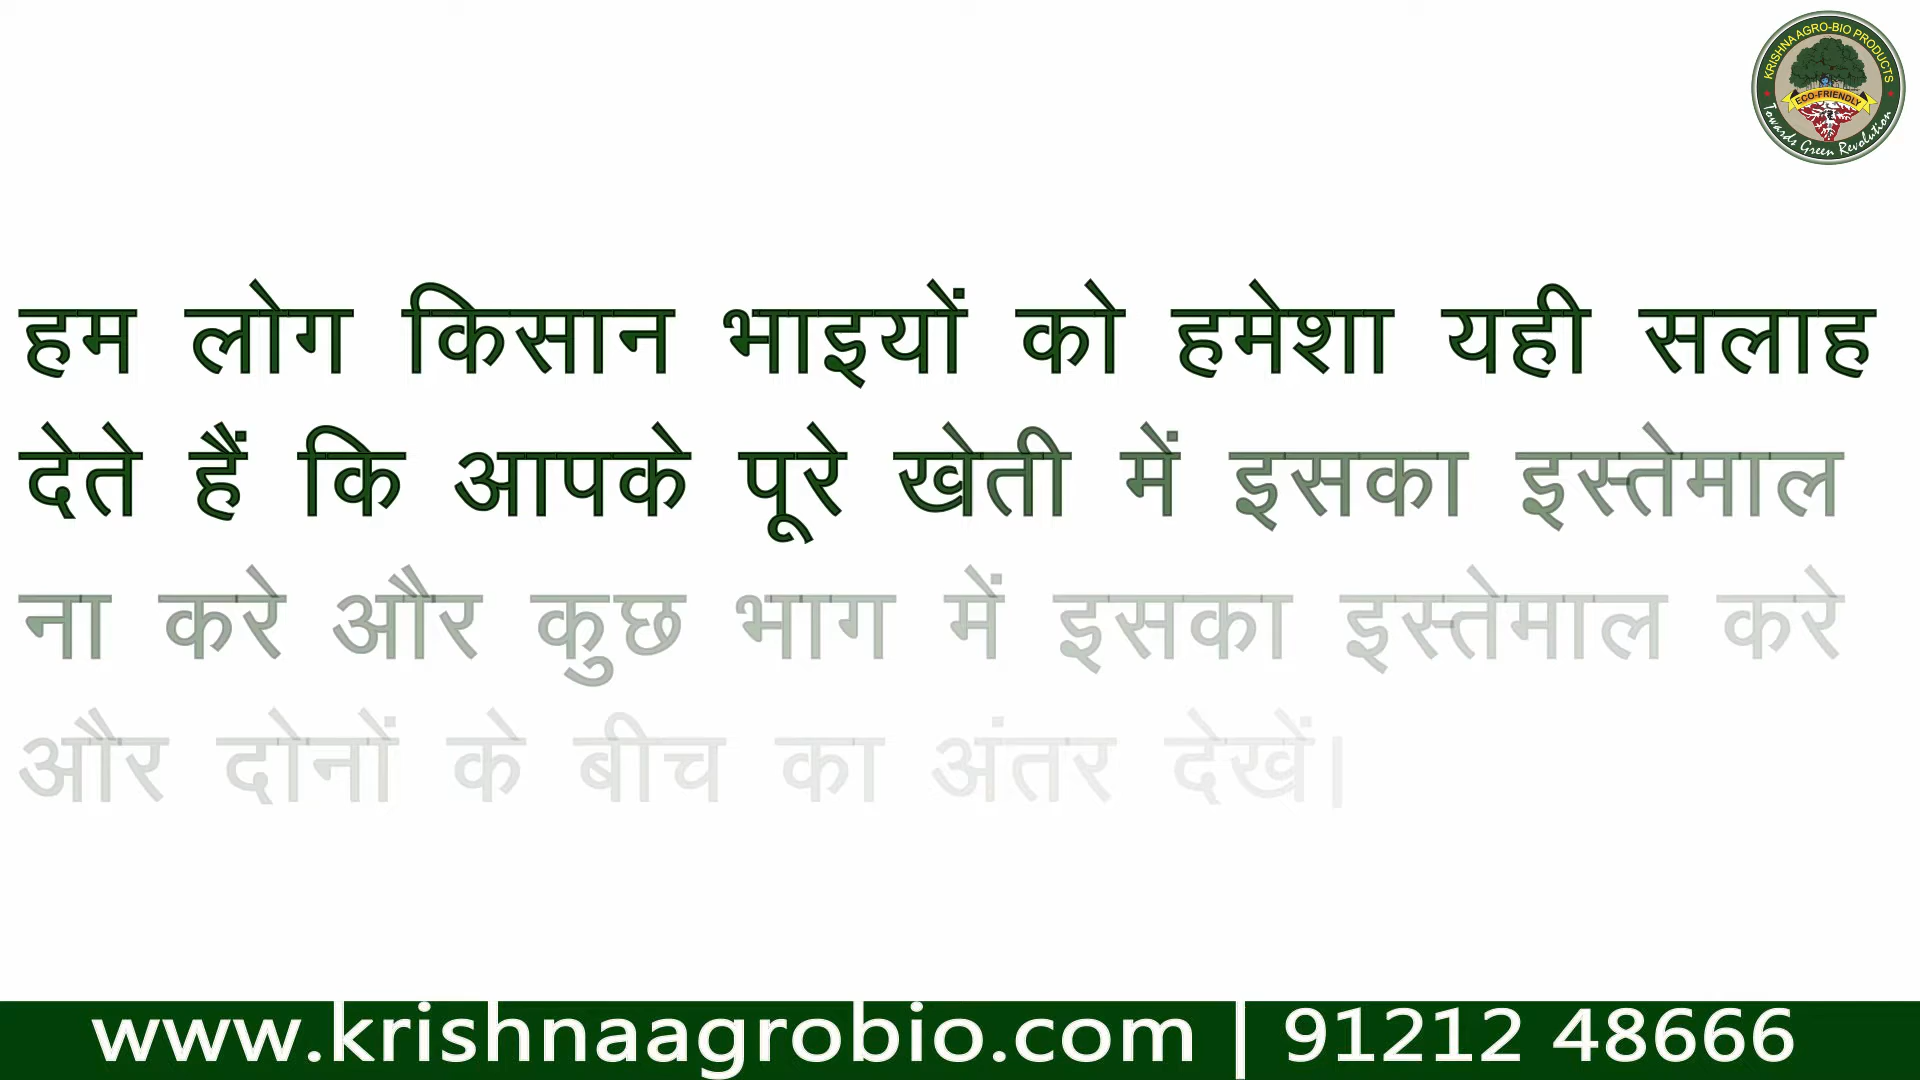 KRISHNA AGRO-BIO PRODUCTS
ECO-FRIENDLY
Towards Green Revolution
हम लोग किसान भाइयों को हमेशा यही सलाह
देते हैं कि आपके पूरे खेती में इसका इस्तेमाल
ना करे और कुछ भाग में इसका इस्तेमाल करे
और दोनों के बीच का अंतर देखें।
www.krishnaagrobio.com | 91212 48666